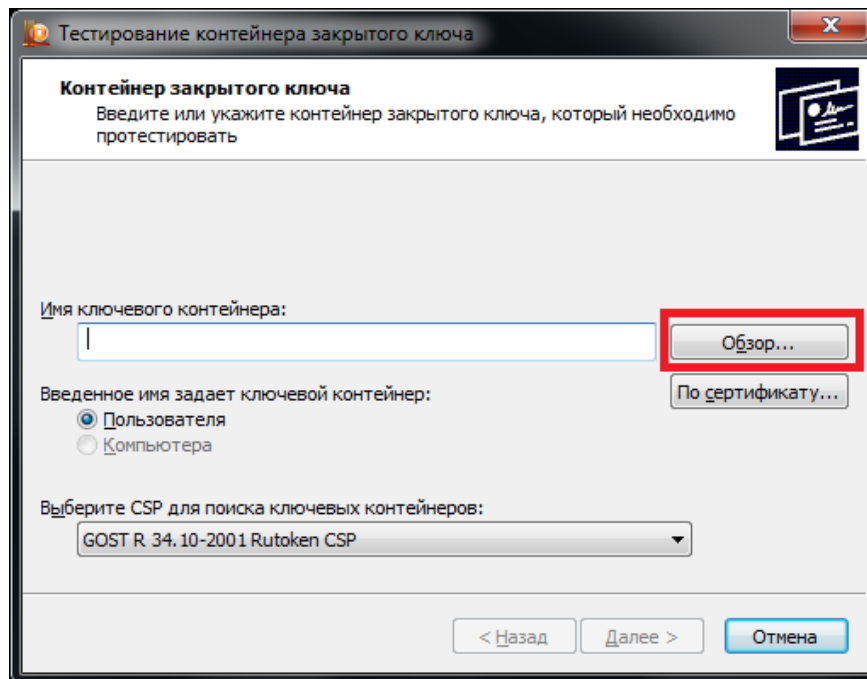 Тестирование контейнера закрытого ключа
Контейнер закрытого ключа
Введите или укажите контейнер закрытого ключа, который необходимо
протестировать
Имя ключевого контейнера:
Обзор...
По сертификату...
Введенное имя задает ключевой контейнер:
Пользователя
Компьютера
Выберите CSP для поиска ключевых контейнеров:
GOST R 34.10-2001 Rutoken CSP
< Назад
Далее >
Отмена